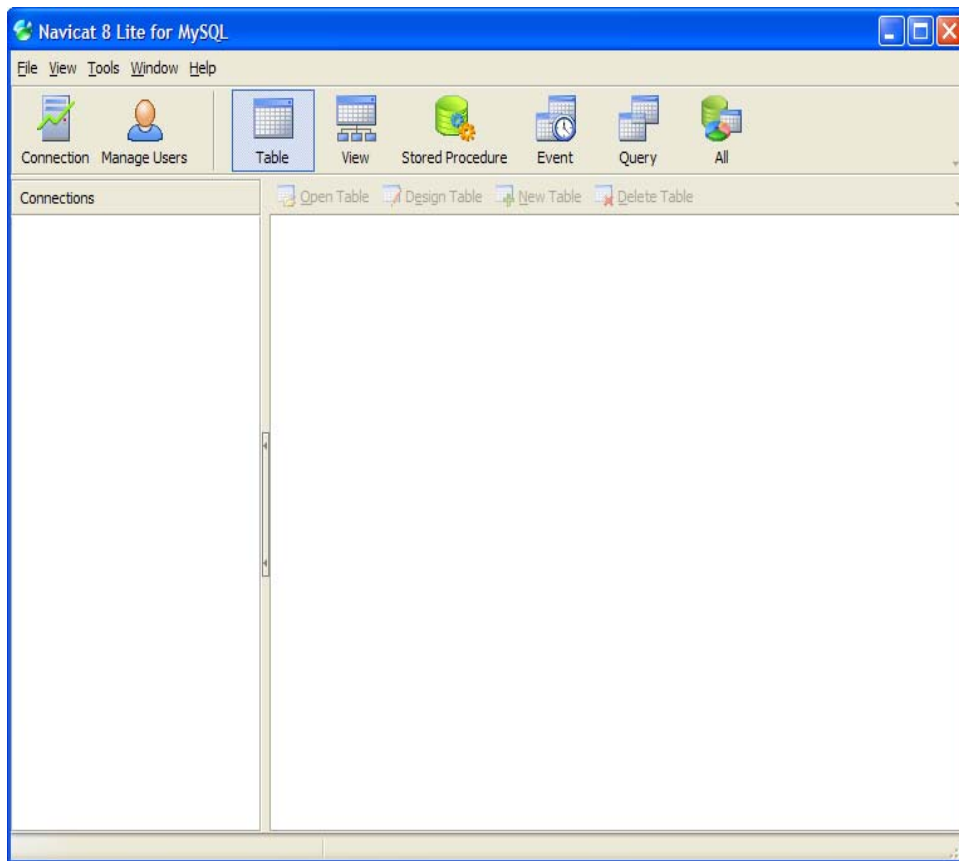 Navicat 8 Lite for MySQL
File View Tools Window Help
Connection Manage Users Table View Stored Procedure Event Query All
Connections
Open Table Design Table New Table Delete Table